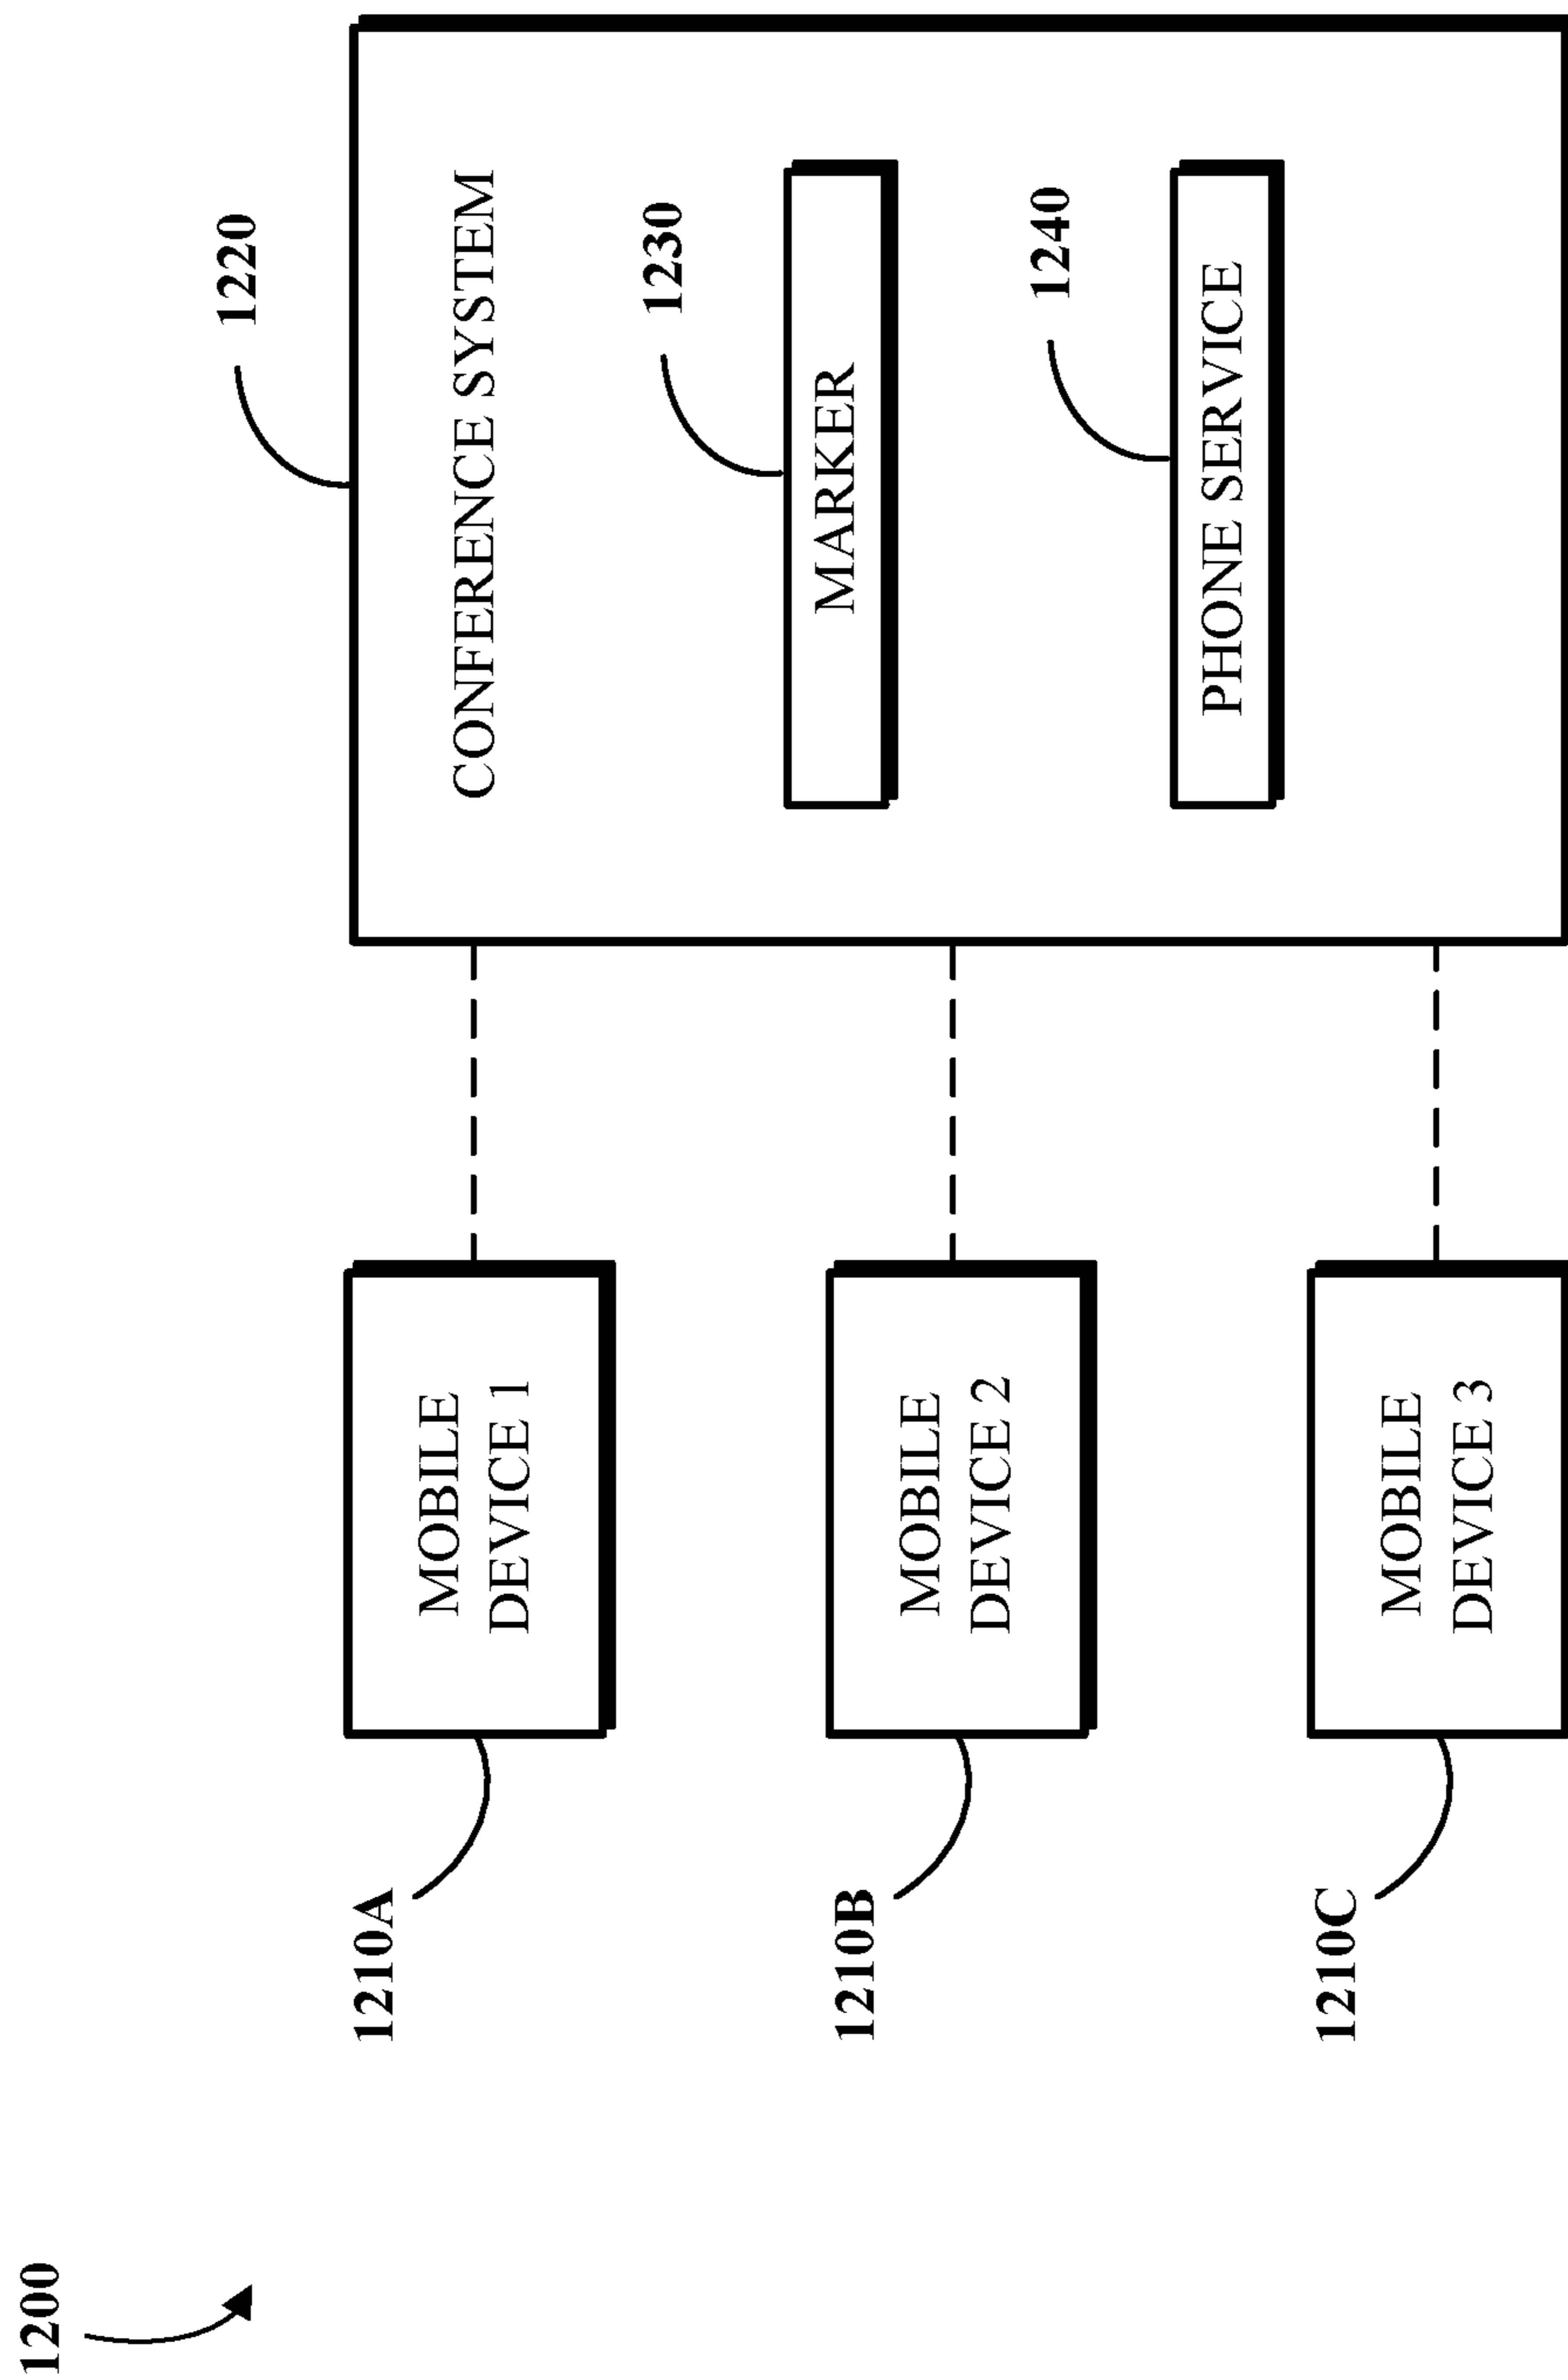 1200
1210A
MOBILE
DEVICE 1
1210B
MOBILE
DEVICE 2
1210C
MOBILE
DEVICE 3
1220
CONFERENCE SYSTEM
1230
MARKER
1240
PHONE SERVICE